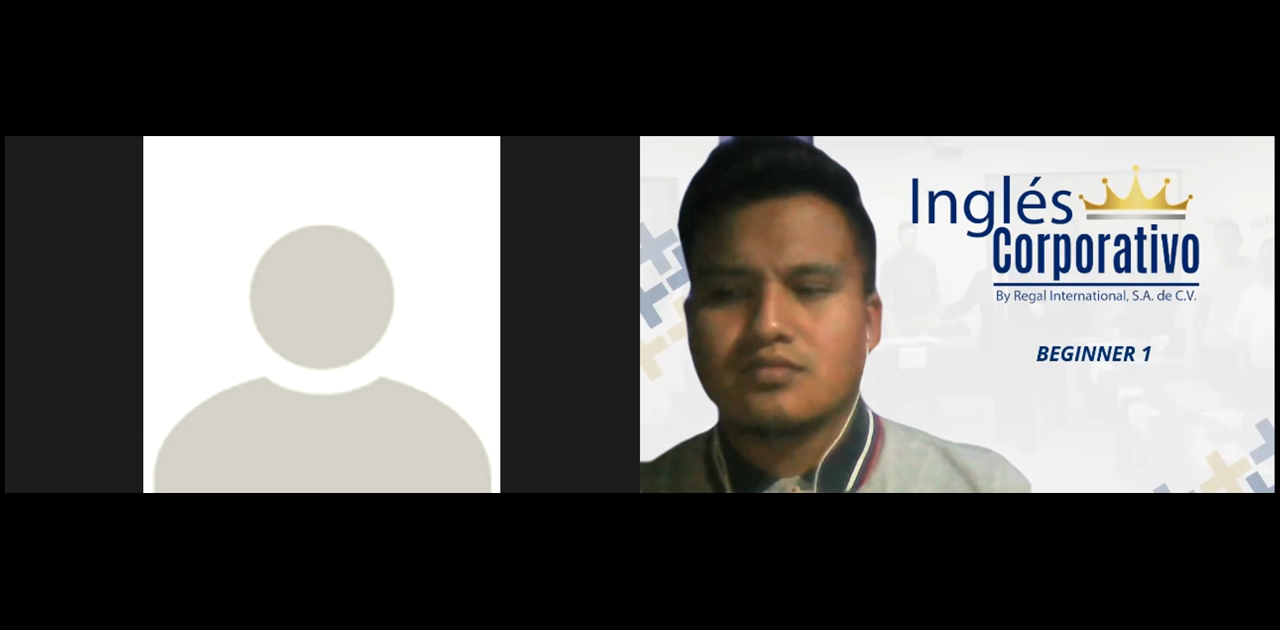 Inglés
Corporativo
By Regal International, S.A. de C.V.
BEGINNER 1